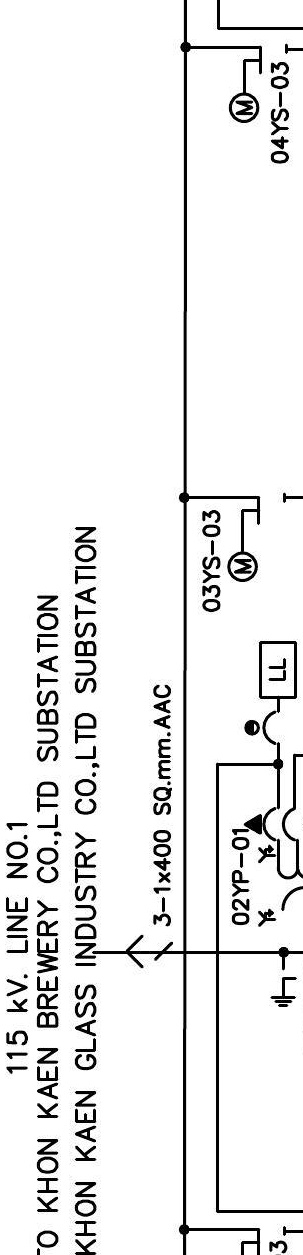 115 kV. LINE NO.1
TO KHON KAEN BREWERY CO.,LTD SUBSTATION
KHON KAEN GLASS INDUSTRY CO.,LTD SUBSTATION
3-1x400 SQ.mm.AAC
04YS-03
M
03YS-03
M
LL
02YP-01